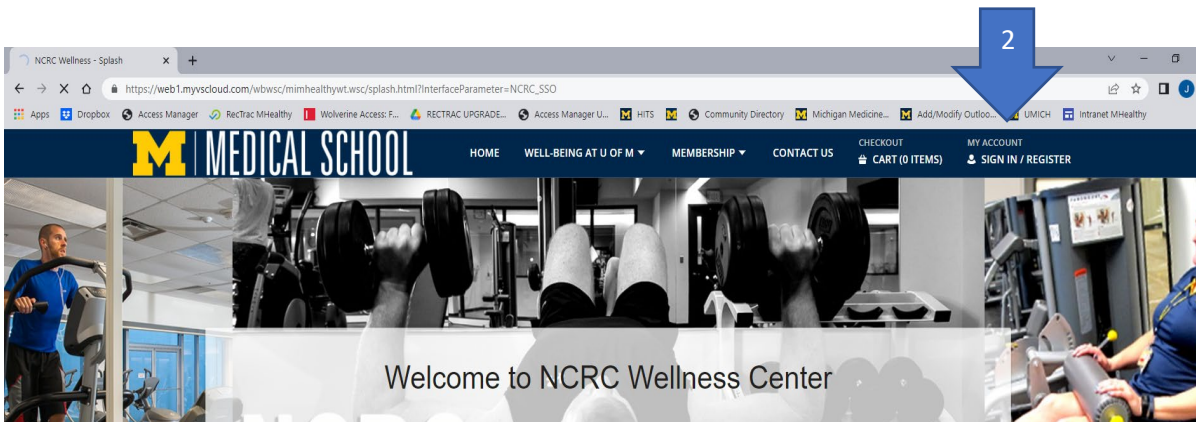 2
NCRC Wellness - Splash
https://web1.myvscloud.com/wbwsc/mimhealthywt.wsc/splash.html?InterfaceParameter=NCRC_SSO
J
Apps Dropbox Access Manager RecTrac MHealthy Wolverine Access: F... RECTRAC UPGRADE... Access Manager U... HITS Community Directory Michigan Medicine... Add/Modify Outloo... UMICH Intranet MHealthy
M | MEDICAL SCHOOL
HOME WELL-BEING AT U OF M MEMBERSHIP CONTACT US
CHECKOUT
CART (0 ITEMS)
MY ACCOUNT
SIGN IN / REGISTER
Welcome to NCRC Wellness Center